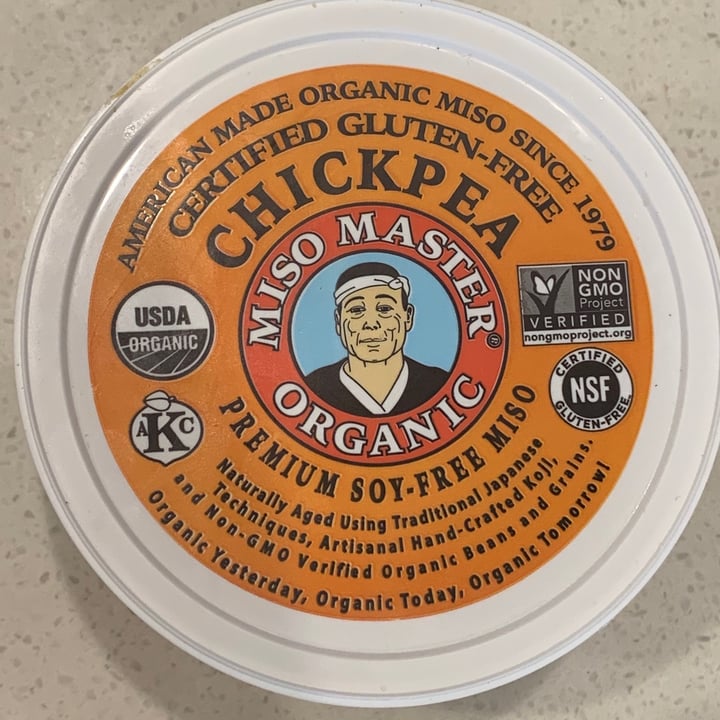 AMERICAN MADE ORGANIC MISO SINCE 1979
CERTIFIED GLUTEN-FREE
CHICKPEA
MISO MASTER®
ORGANIC
USDA
ORGANIC
NON
GMO
Project
VERIFIED
nongmoproject.org
AKC
CERTIFIED
NSF
GLUTEN-FREE
PREMIUM SOY-FREE MISO
Naturally Aged Using Traditional Japanese
Techniques, Artisanal Hand-Crafted Koji,
and Non-GMO Verified Organic Beans and Grains.
Organic Yesterday, Organic Today, Organic Tomorrow!